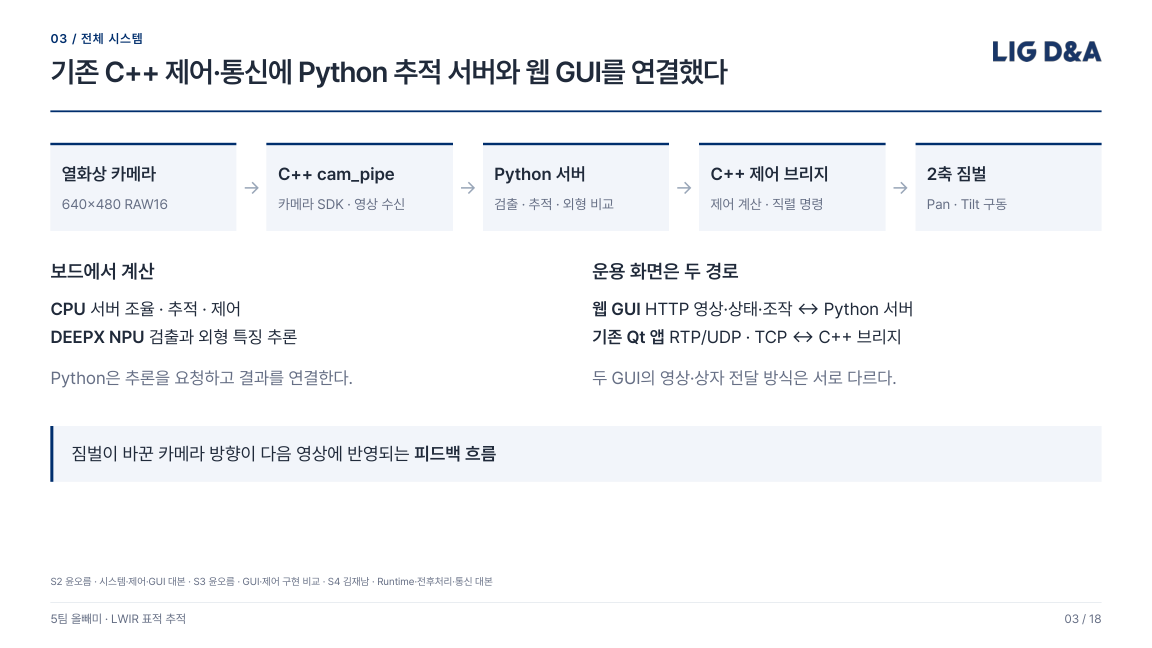 03 / 전체 시스템
LIG D&A
기존 C++ 제어·통신에 Python 추적 서버와 웹 GUI를 연결했다
열화상 카메라
640×480 RAW16
→
C++ cam_pipe
카메라 SDK · 영상 수신
→
Python 서버
검출 · 추적 · 외형 비교
→
C++ 제어 브리지
제어 계산 · 직렬 명령
→
2축 짐벌
Pan · Tilt 구동
보드에서 계산
CPU 서버 조율 · 추적 · 제어
DEEPX NPU 검출과 외형 특징 추론
Python은 추론을 요청하고 결과를 연결한다.
운용 화면은 두 경로
웹 GUI HTTP 영상·상태·조작 ↔ Python 서버
기존 Qt 앱 RTP/UDP · TCP ↔ C++ 브리지
두 GUI의 영상·상자 전달 방식은 서로 다르다.
짐벌이 바꾼 카메라 방향이 다음 영상에 반영되는 피드백 흐름
S2 윤오름 · 시스템·제어·GUI 대본 · S3 윤오름 · GUI·제어 구현 비교 · S4 김재남 · Runtime·전후처리·통신 대본
5팀 올빼미 · LWIR 표적 추적
03 / 18